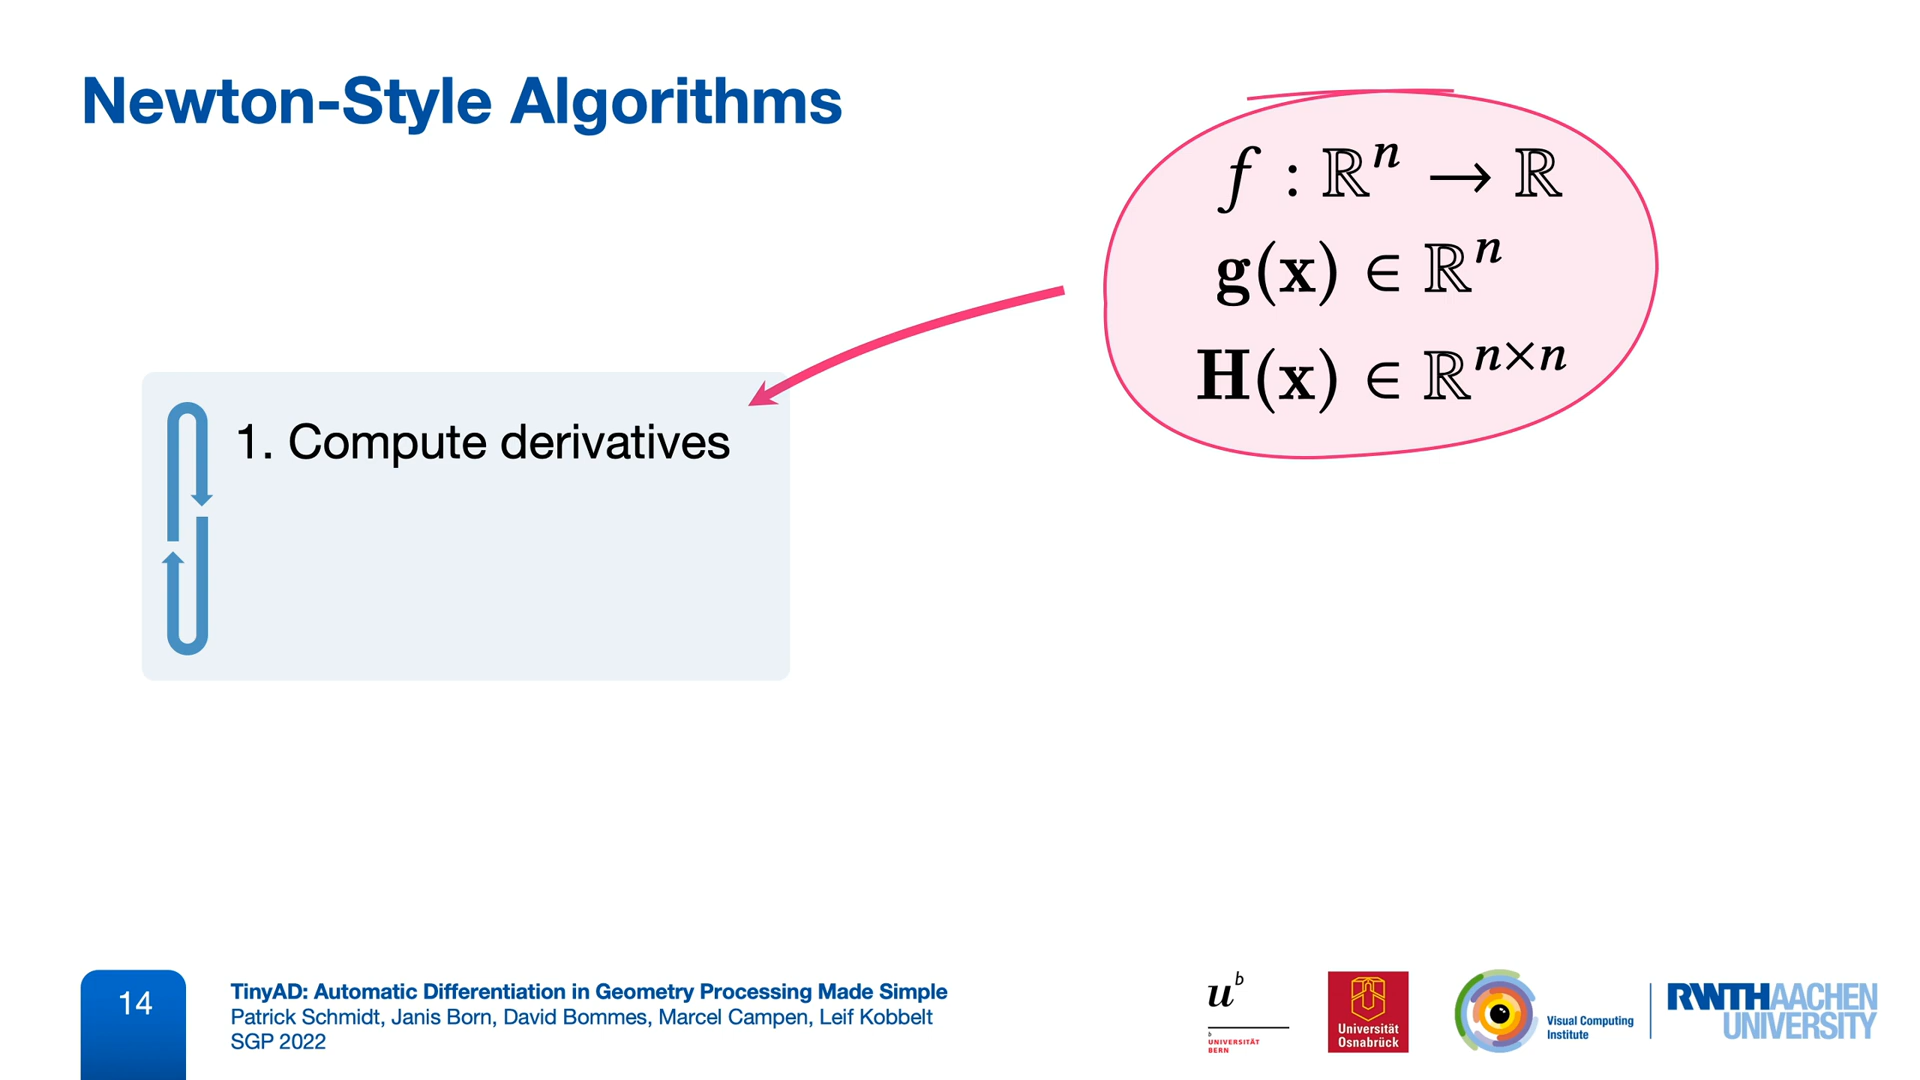 Newton-Style Algorithms
f : ℝⁿ → ℝ
g(x) ∈ ℝⁿ
H(x) ∈ ℝⁿˣⁿ
1. Compute derivatives
14
TinyAD: Automatic Differentiation in Geometry Processing Made Simple
Patrick Schmidt, Janis Born, David Bommes, Marcel Campen, Leif Kobbelt
SGP 2022
uᵇ
b
UNIVERSITÄT
BERN
Universität
Osnabrück
Visual Computing
Institute
RWTHAACHEN
UNIVERSITY